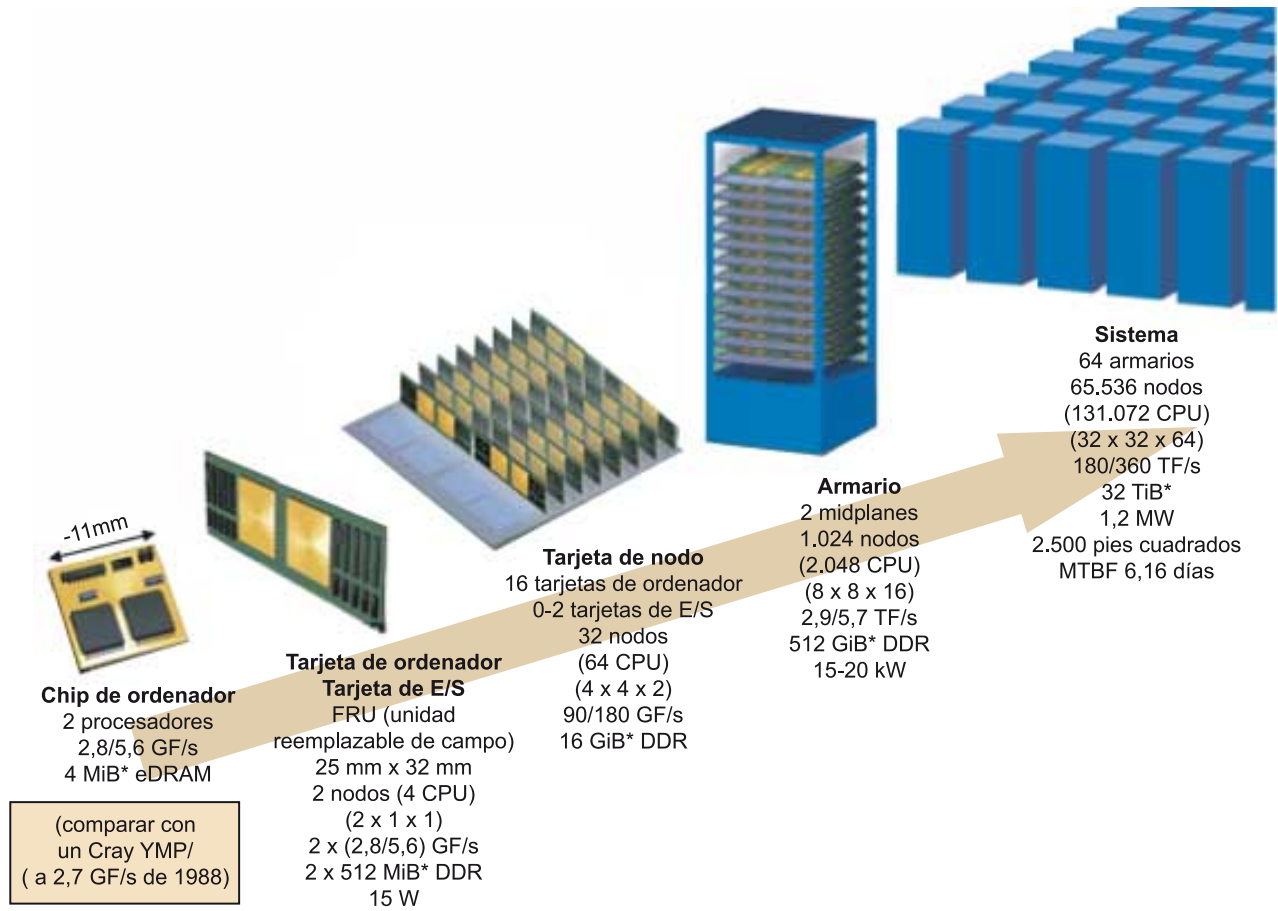 -11mm
Chip de ordenador
2 procesadores
2,8/5,6 GF/s
4 MiB* eDRAM
(comparar con
un Cray YMP/
( a 2,7 GF/s de 1988)
Tarjeta de ordenador
Tarjeta de E/S
FRU (unidad
reemplazable de campo)
25 mm x 32 mm
2 nodos (4 CPU)
(2 x 1 x 1)
2 x (2,8/5,6) GF/s
2 x 512 MiB* DDR
15 W
Tarjeta de nodo
16 tarjetas de ordenador
0-2 tarjetas de E/S
32 nodos
(64 CPU)
(4 x 4 x 2)
90/180 GF/s
16 GiB* DDR
Armario
2 midplanes
1.024 nodos
(2.048 CPU)
(8 x 8 x 16)
2,9/5,7 TF/s
512 GiB* DDR
15-20 kW
Sistema
64 armarios
65.536 nodos
(131.072 CPU)
(32 x 32 x 64)
180/360 TF/s
32 TiB*
1,2 MW
2.500 pies cuadrados
MTBF 6,16 días